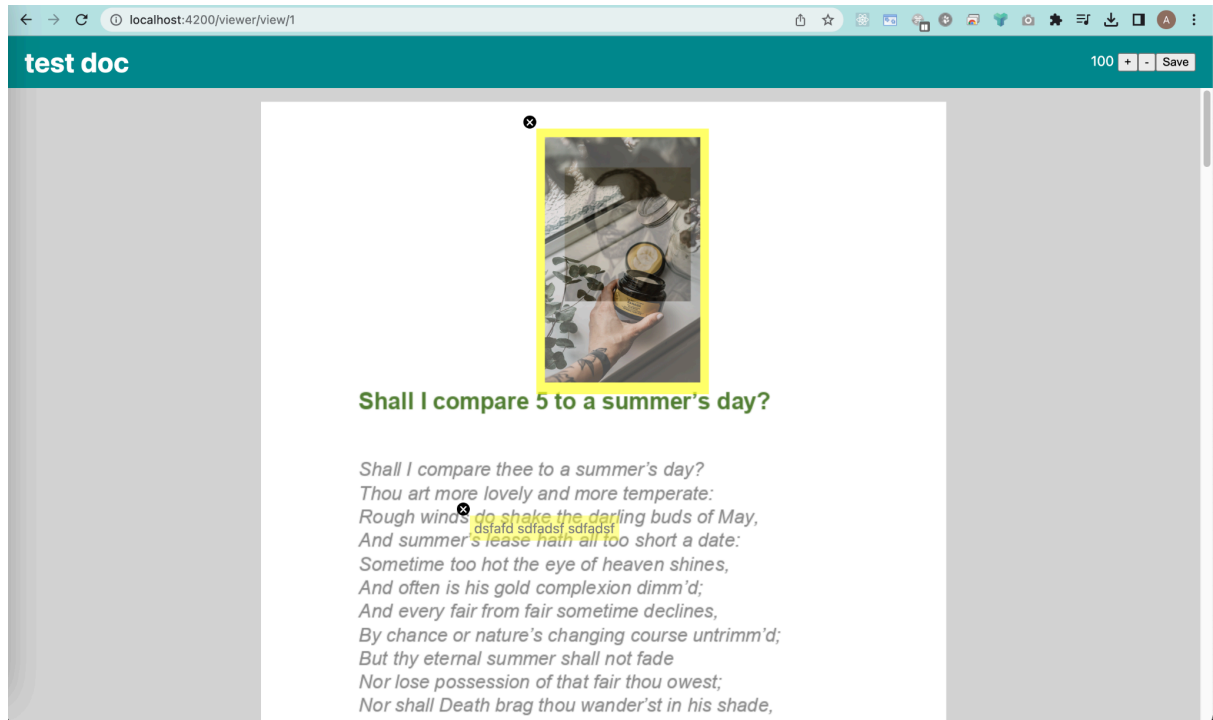 localhost:4200/viewer/view/1
A
test doc
100 + - Save
Shall I compare 5 to a summer’s day?
Shall I compare thee to a summer’s day?
Thou art more lovely and more temperate:
Rough winds do shake the darling buds of May,
dsfafd sdfadsf sdfadsf
And summer’s lease hath all too short a date:
Sometime too hot the eye of heaven shines,
And often is his gold complexion dimm’d;
And every fair from fair sometime declines,
By chance or nature’s changing course untrimm’d;
But thy eternal summer shall not fade
Nor lose possession of that fair thou owest;
Nor shall Death brag thou wander’st in his shade,